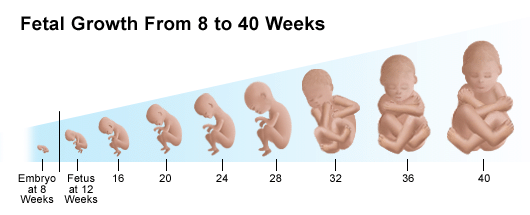 Fetal Growth From 8 to 40 Weeks
Embryo
at 8
Weeks
Fetus
at 12
Weeks
16
20
24
28
32
36
40